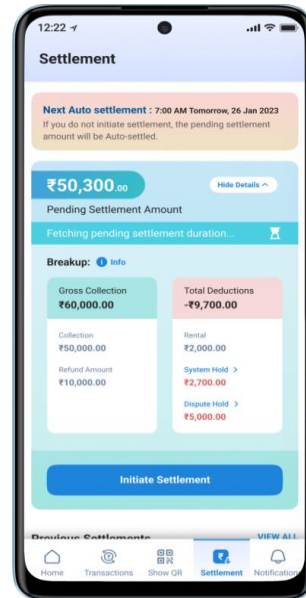 12:22
Settlement
Next Auto settlement : 7:00 AM Tomorrow, 26 Jan 2023
If you do not initiate settlement, the pending settlement
amount will be Auto-settled.
₹50,300.00
Hide Details
Pending Settlement Amount
Fetching pending settlement duration...
Breakup: i Info
Gross Collection
₹60,000.00
Collection
₹50,000.00
Refund Amount
₹10,000.00
Total Deductions
-₹9,700.00
Rental
₹2,000.00
System Hold >
₹2,700.00
Dispute Hold >
₹5,000.00
Initiate Settlement
Previous Settlements VIEW ALL
Home Transactions Show QR Settlement Notification